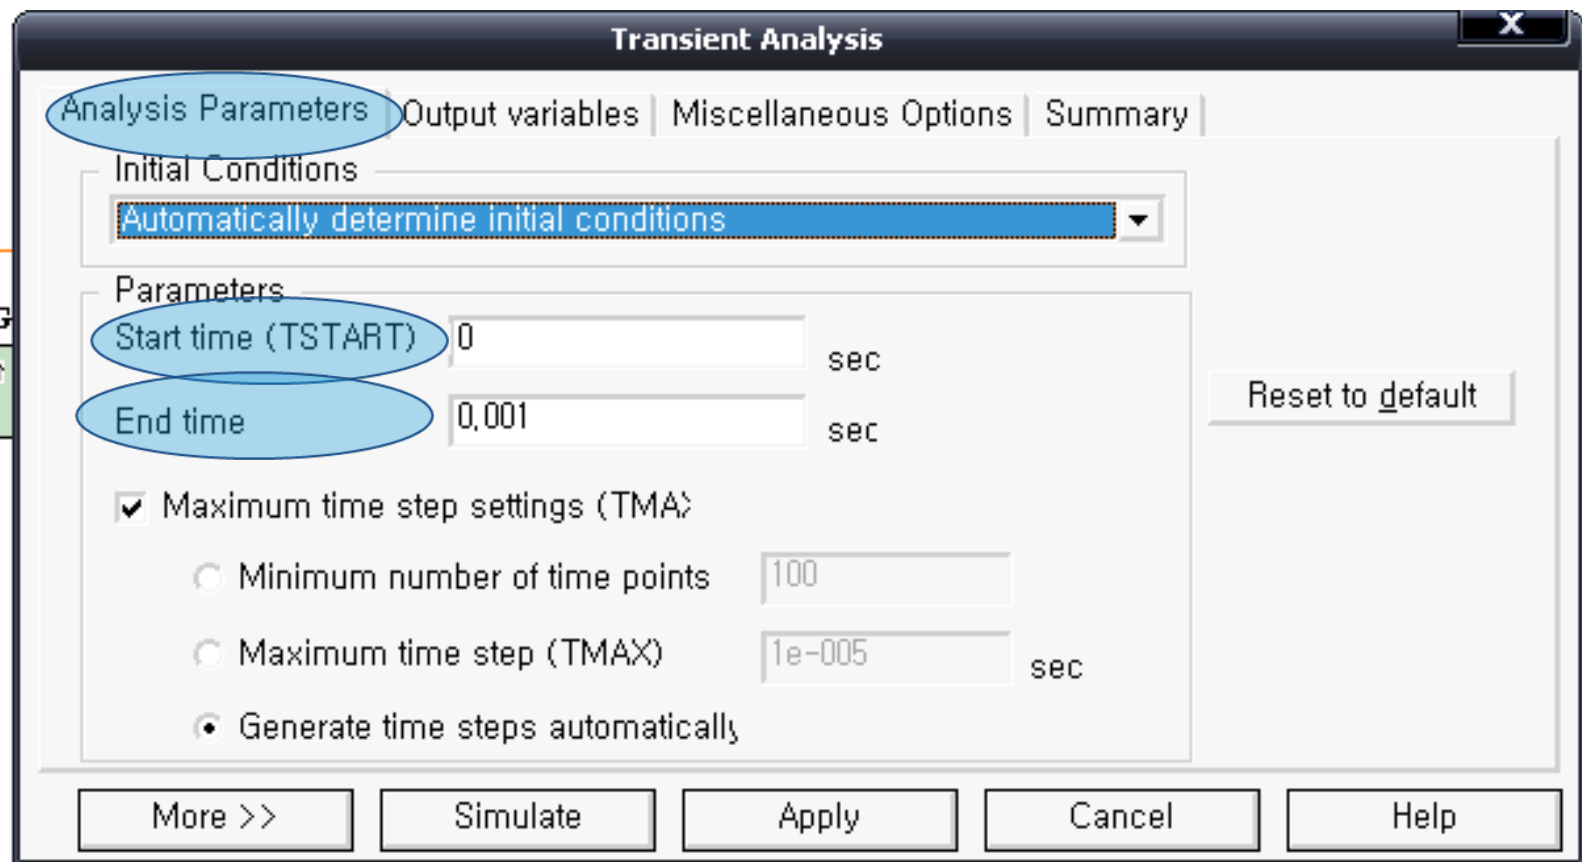 Transient Analysis
X
Analysis Parameters
Output variables
Miscellaneous Options
Summary
Initial Conditions
Automatically determine initial conditions
Parameters
Start time (TSTART)
0
sec
End time
0,001
sec
Reset to default
Maximum time step settings (TMA
Minimum number of time points
100
Maximum time step (TMAX)
1e-005
sec
Generate time steps automatically
More >>
Simulate
Apply
Cancel
Help